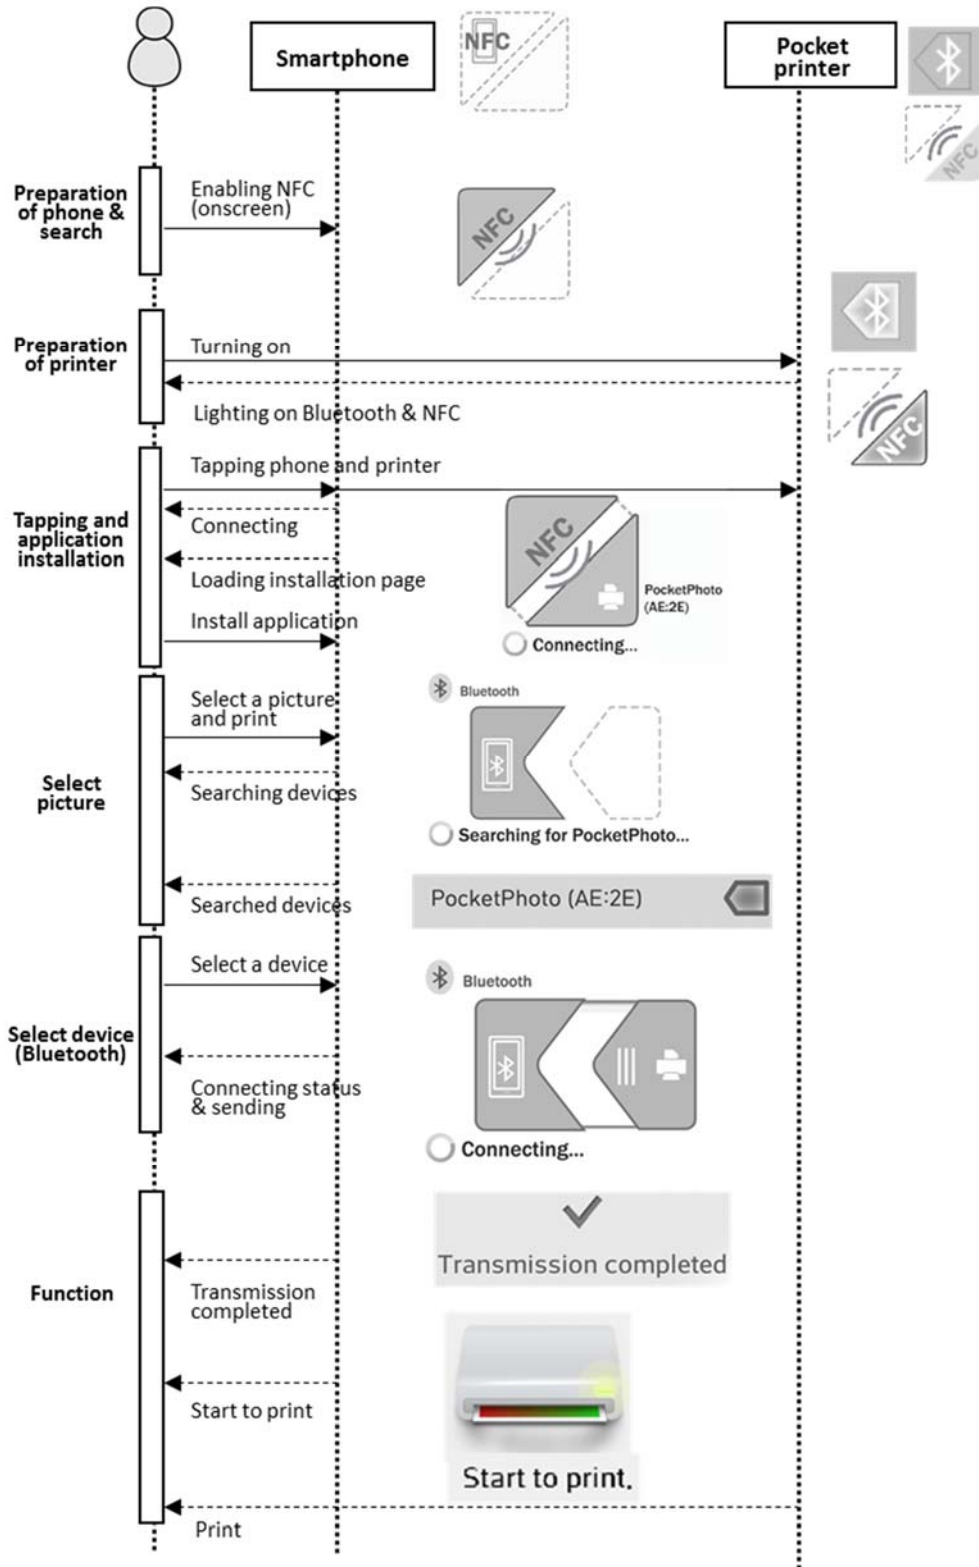 Smartphone
NFC
Pocket
printer
NFC
Preparation
of phone &
search
Enabling NFC
(onscreen)
NFC
Preparation
of printer
Turning on
Lighting on Bluetooth & NFC
NFC
Tapping and
application
installation
Tapping phone and printer
Connecting
Loading installation page
Install application
NFC
PocketPhoto
(AE:2E)
Connecting...
Select
picture
Select a picture
and print
Searching devices
Searched devices
Bluetooth
Searching for PocketPhoto...
PocketPhoto (AE:2E)
Select device
(Bluetooth)
Select a device
Connecting status
& sending
Bluetooth
Connecting...
Function
Transmission
completed
Transmission completed
Start to print
Start to print.
Print